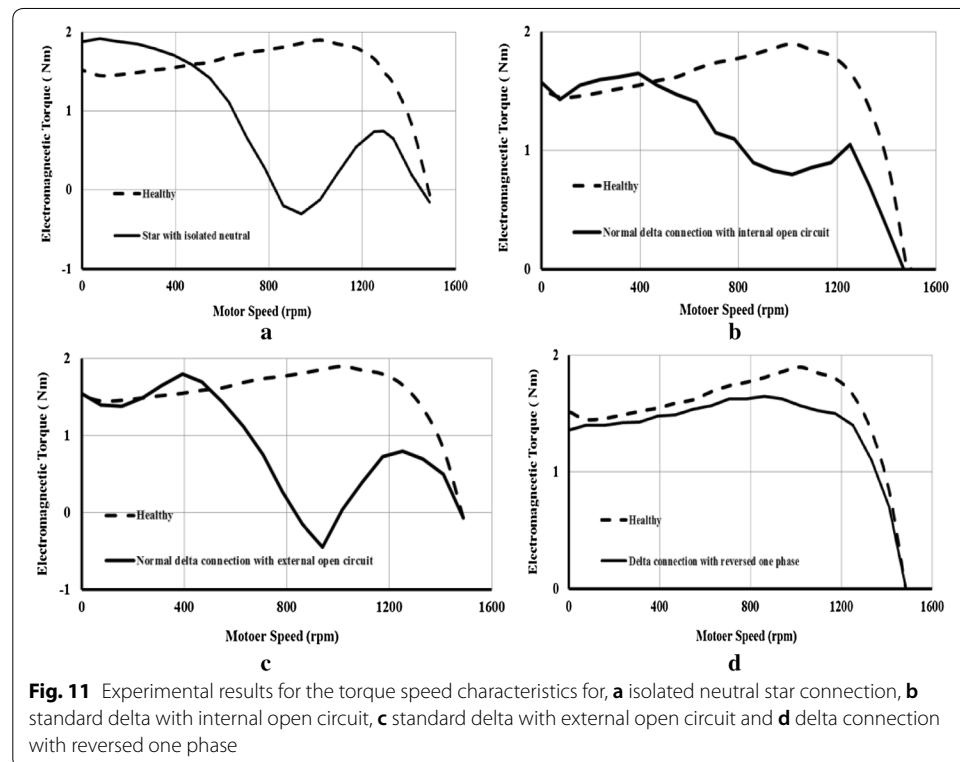 2
1
0
-1
Electromagneetic Torque ( Nm)
0
400
800
1200
1600
Healthy
Star with isolated neutral
Motor Speed (rpm)
a
2
1
0
Electromagneetic Torque ( Nm)
0
400
800
1200
1600
Healthy
Normal delta connection with internal open circuit
Motoer Speed (rpm)
b
2
1
0
-1
Electromagneetic Torque ( Nm)
0
400
800
1200
1600
Healthy
Normal delta connection with external open circuit
Motoer Speed (rpm)
c
2
1
0
Electromagneetic Torque ( Nm)
0
400
800
1200
1600
Healthy
Delta connection with reversed one phase
Motoer Speed (rpm)
d
Fig. 11 Experimental results for the torque speed characteristics for, a isolated neutral star connection, b
standard delta with internal open circuit, c standard delta with external open circuit and d delta connection
with reversed one phase